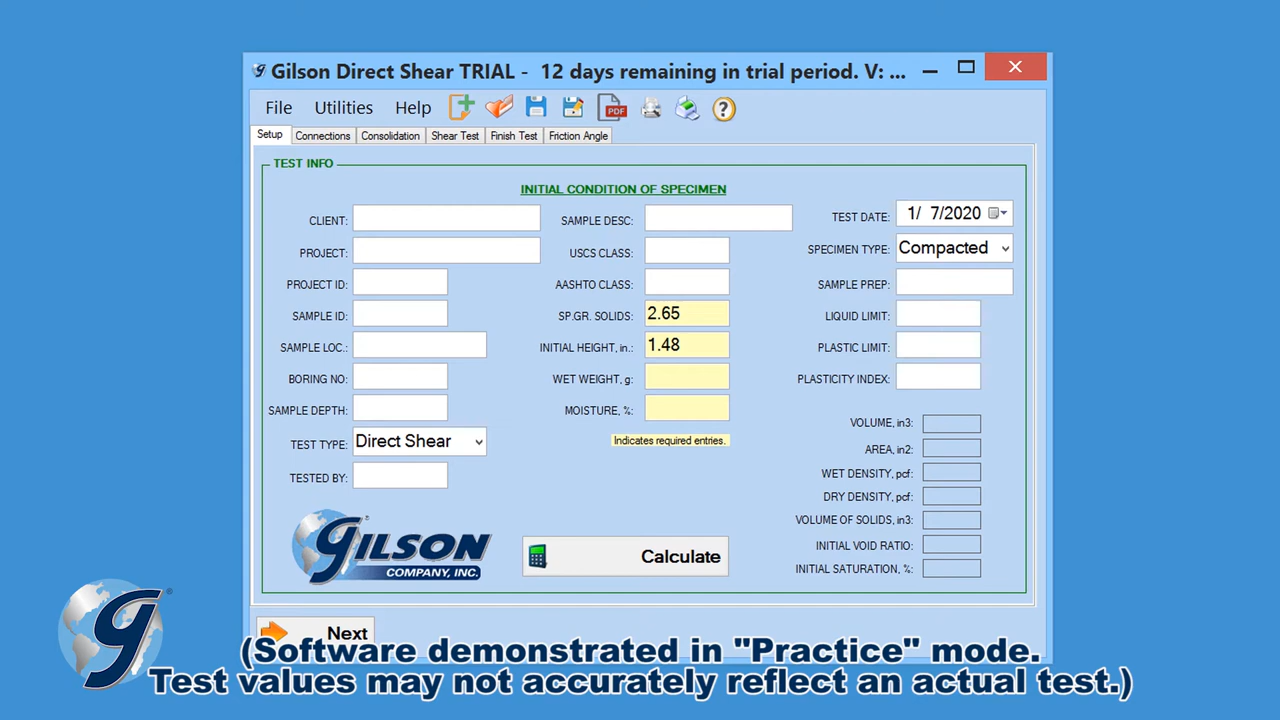 Gilson Direct Shear TRIAL - 12 days remaining in trial period. V: ...
File Utilities Help PDF ?
Setup Connections Consolidation Shear Test Finish Test Friction Angle
TEST INFO
INITIAL CONDITION OF SPECIMEN
CLIENT: SAMPLE DESC: TEST DATE: 1/ 7/2020
PROJECT: USCS CLASS: SPECIMEN TYPE: Compacted
PROJECT ID: AASHTO CLASS: SAMPLE PREP:
SAMPLE ID: SP.GR. SOLIDS: 2.65 LIQUID LIMIT:
SAMPLE LOC.: INITIAL HEIGHT, in.: 1.48 PLASTIC LIMIT:
BORING NO: WET WEIGHT, g: PLASTICITY INDEX:
SAMPLE DEPTH: MOISTURE, %:
VOLUME, in3:
TEST TYPE: Direct Shear Indicates required entries.
AREA, in2:
TESTED BY: WET DENSITY, pcf:
DRY DENSITY, pcf:
VOLUME OF SOLIDS, in3:
INITIAL VOID RATIO:
INITIAL SATURATION, %:
GILSON
COMPANY, INC.
Calculate
Next
g
(Software demonstrated in "Practice" mode.
Test values may not accurately reflect an actual test.)